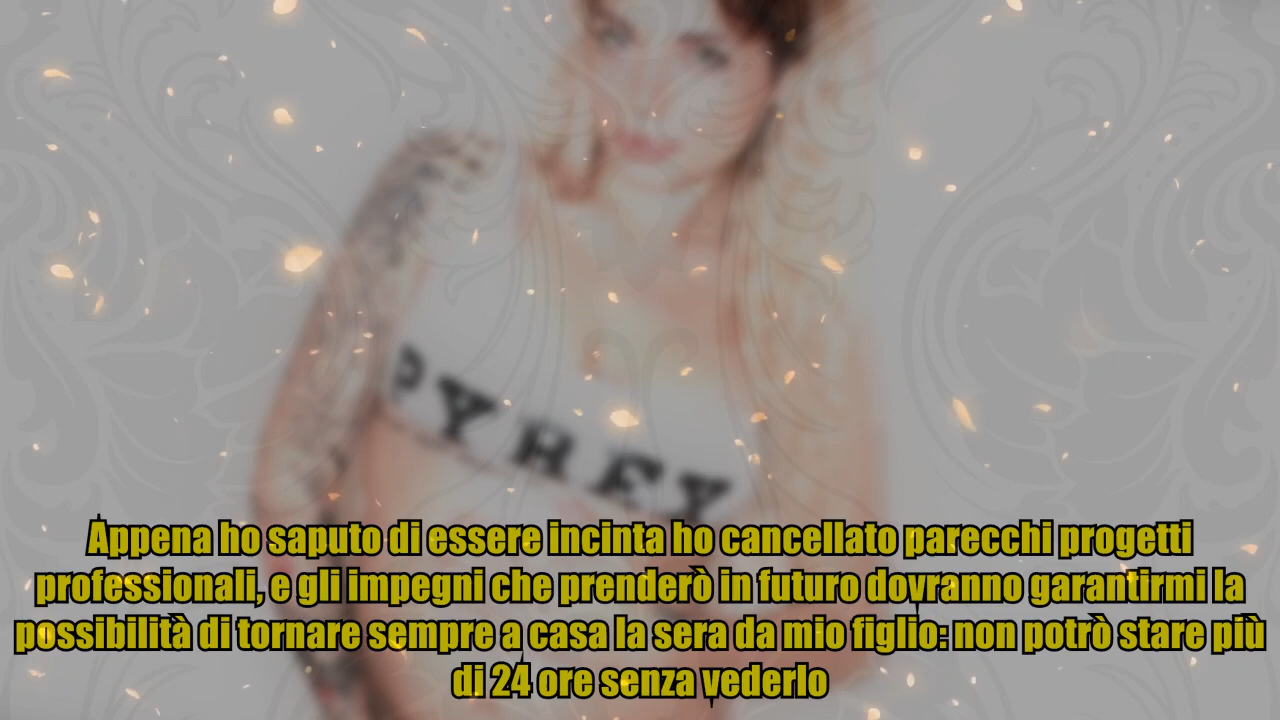 PYREX
Appena ho saputo di essere incinta ho cancellato parecchi progetti
professionali, e gli impegni che prenderò in futuro dovranno garantirmi la
possibilità di tornare sempre a casa la sera da mio figlio: non potrò stare più
di 24 ore senza vederlo